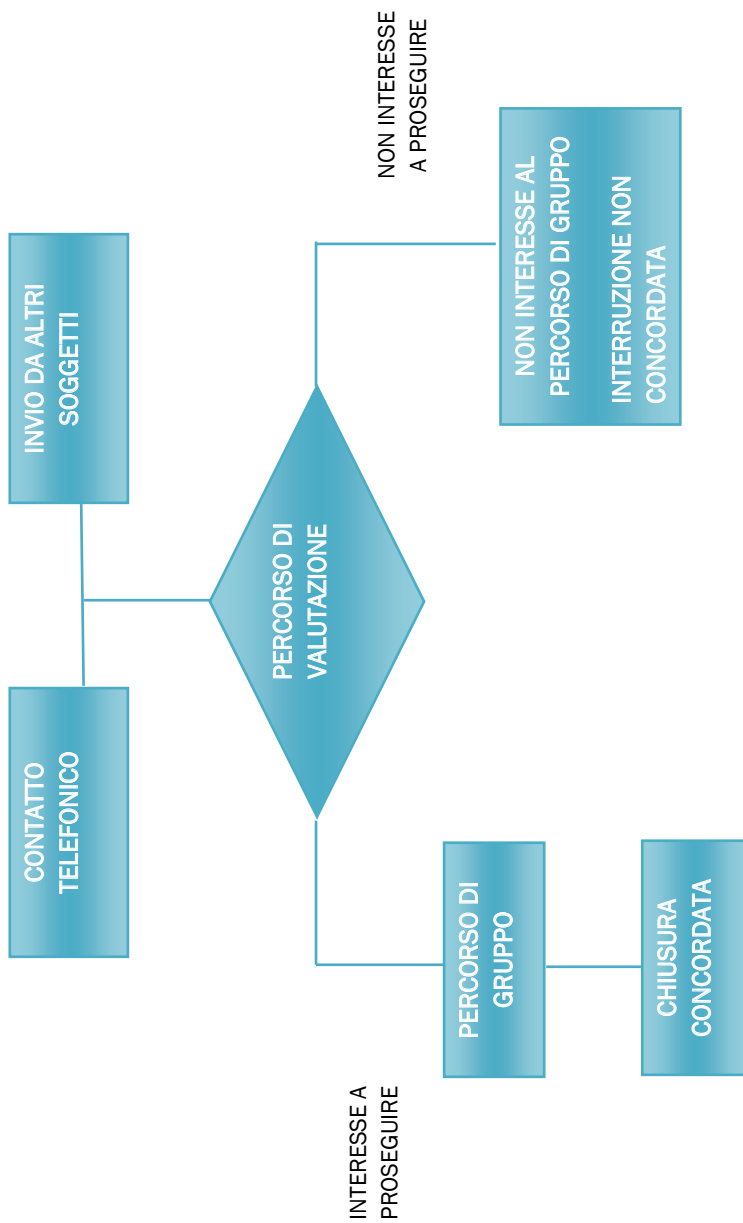 CONTATTO
TELEFONICO
INVIO DA ALTRI
SOGGETTI
PERCORSO DI
VALUTAZIONE
INTERESSE A
PROSEGUIRE
NON INTERESSE
A PROSEGUIRE
PERCORSO DI
GRUPPO
NON INTERESSE AL
PERCORSO DI GRUPPO
INTERRUZIONE NON
CONCORDATA
CHIUSURA
CONCORDATA